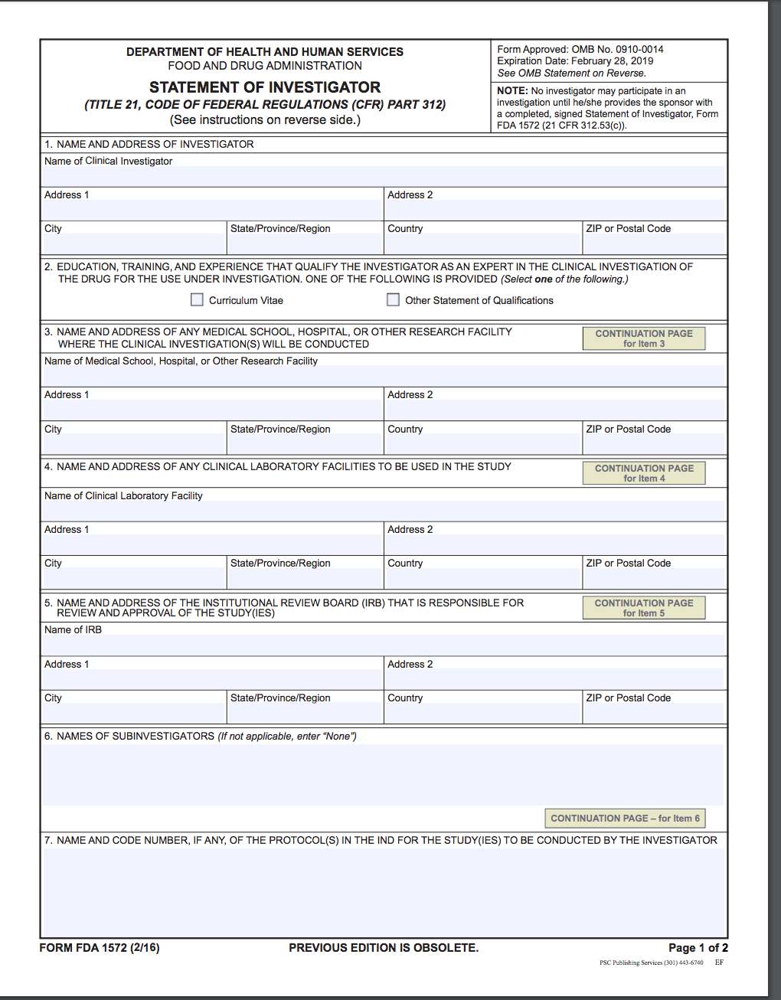 DEPARTMENT OF HEALTH AND HUMAN SERVICES
FOOD AND DRUG ADMINISTRATION
STATEMENT OF INVESTIGATOR
(TITLE 21, CODE OF FEDERAL REGULATIONS (CFR) PART 312)
(See instructions on reverse side.)
Form Approved: OMB No. 0910-0014
Expiration Date: February 28, 2019
See OMB Statement on Reverse.
NOTE: No investigator may participate in an
investigation until he/she provides the sponsor with
a completed, signed Statement of Investigator, Form
FDA 1572 (21 CFR 312.53(c)).
1. NAME AND ADDRESS OF INVESTIGATOR
Name of Clinical Investigator
Address 1
Address 2
City
State/Province/Region
Country
ZIP or Postal Code
2. EDUCATION, TRAINING, AND EXPERIENCE THAT QUALIFY THE INVESTIGATOR AS AN EXPERT IN THE CLINICAL INVESTIGATION OF
THE DRUG FOR THE USE UNDER INVESTIGATION. ONE OF THE FOLLOWING IS PROVIDED (Select one of the following.)
Curriculum Vitae
Other Statement of Qualifications
3. NAME AND ADDRESS OF ANY MEDICAL SCHOOL, HOSPITAL, OR OTHER RESEARCH FACILITY
WHERE THE CLINICAL INVESTIGATION(S) WILL BE CONDUCTED
CONTINUATION PAGE
for Item 3
Name of Medical School, Hospital, or Other Research Facility
Address 1
Address 2
City
State/Province/Region
Country
ZIP or Postal Code
4. NAME AND ADDRESS OF ANY CLINICAL LABORATORY FACILITIES TO BE USED IN THE STUDY
CONTINUATION PAGE
for Item 4
Name of Clinical Laboratory Facility
Address 1
Address 2
City
State/Province/Region
Country
ZIP or Postal Code
5. NAME AND ADDRESS OF THE INSTITUTIONAL REVIEW BOARD (IRB) THAT IS RESPONSIBLE FOR
REVIEW AND APPROVAL OF THE STUDY(IES)
CONTINUATION PAGE
for Item 5
Name of IRB
Address 1
Address 2
City
State/Province/Region
Country
ZIP or Postal Code
6. NAMES OF SUBINVESTIGATORS (If not applicable, enter “None”)
CONTINUATION PAGE – for Item 6
7. NAME AND CODE NUMBER, IF ANY, OF THE PROTOCOL(S) IN THE IND FOR THE STUDY(IES) TO BE CONDUCTED BY THE INVESTIGATOR
FORM FDA 1572 (2/16)
PREVIOUS EDITION IS OBSOLETE.
Page 1 of 2
PSC Publishing Services (301) 443-6740 EF